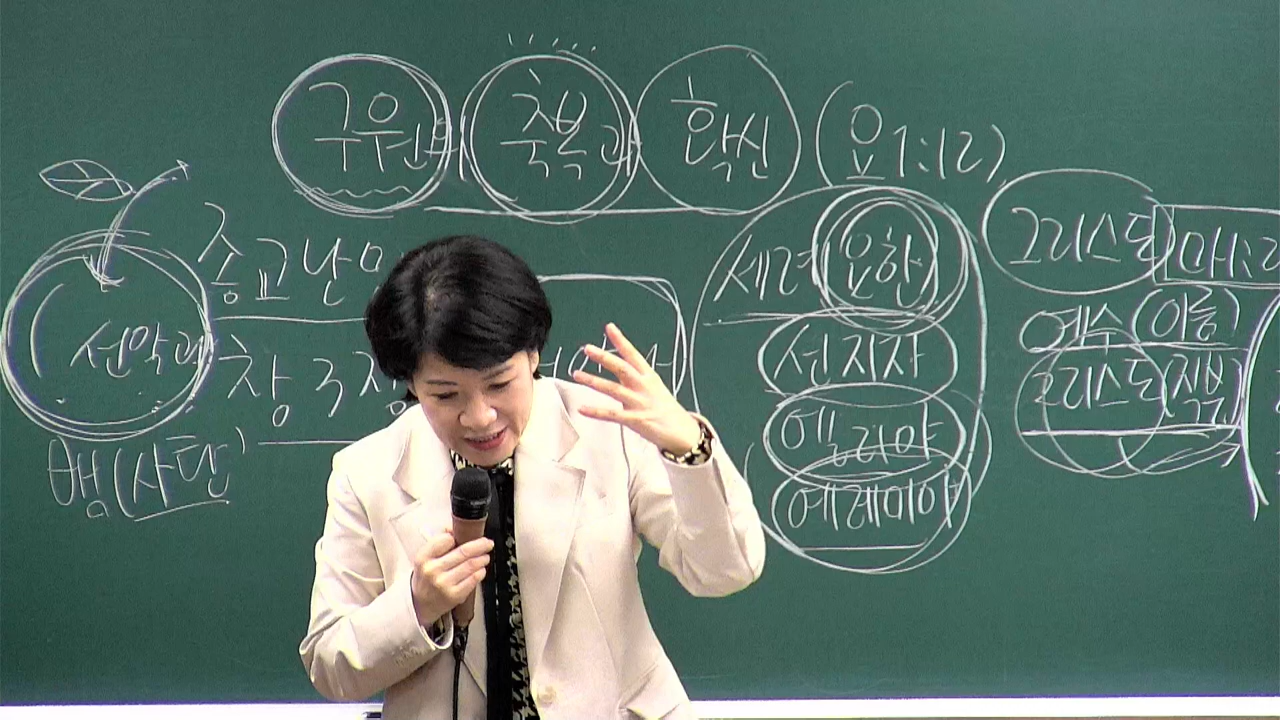 구원의 축복과 확신 (요1:12)
종교난민
창3장
선악과
뱀(사탄)
세례요한
선지자
엘리야
예레미야
그리스도
예수(이름)
그리스도(직분)